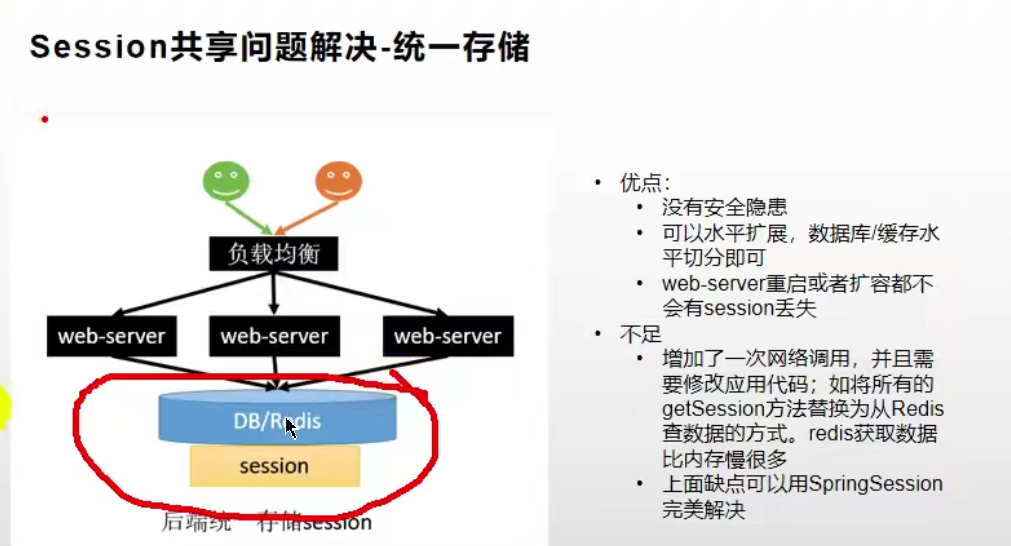 Session共享问题解决-统一存储
负载均衡
web-server
web-server
web-server
DB/Redis
session
后端统一存储session
优点：
没有安全隐患
可以水平扩展，数据库/缓存水
平切分即可
web-server重启或者扩容都不
会有session丢失
不足
增加了一次网络调用，并且需
要修改应用代码；如将所有的
getSession方法替换为从Redis
查数据的方式。redis获取数据
比内存慢很多
上面缺点可以用SpringSession
完美解决